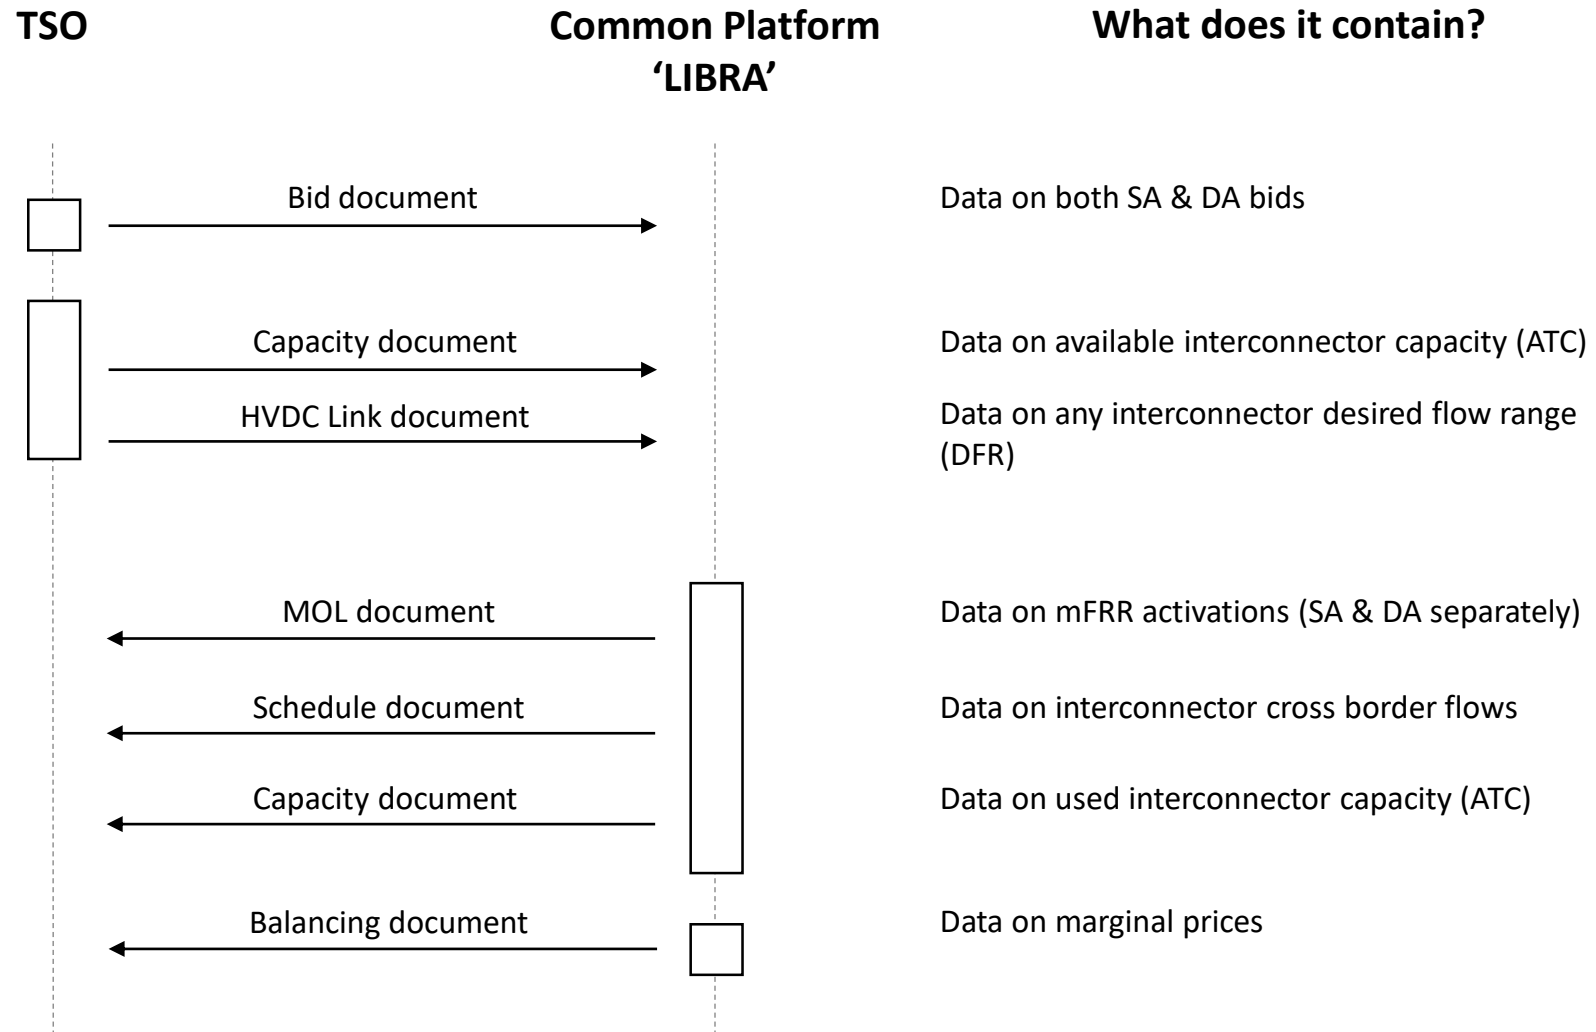 TSO
Common Platform
‘LIBRA’
What does it contain?
Bid document
Data on both SA & DA bids
Capacity document
Data on available interconnector capacity (ATC)
HVDC Link document
Data on any interconnector desired flow range
(DFR)
MOL document
Data on mFRR activations (SA & DA separately)
Schedule document
Data on interconnector cross border flows
Capacity document
Data on used interconnector capacity (ATC)
Balancing document
Data on marginal prices